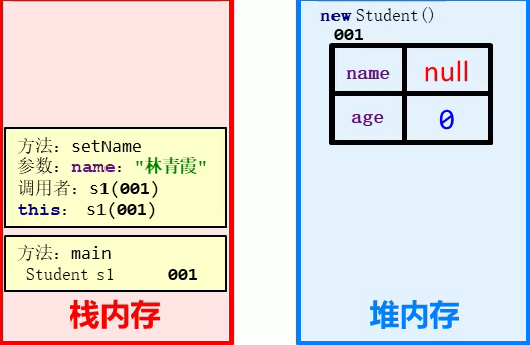 方法：setName
参数：name："林青霞"
调用者：s1(001)
this： s1(001)
方法：main
Student s1 001
栈内存
new Student()
001
name null
age 0
堆内存